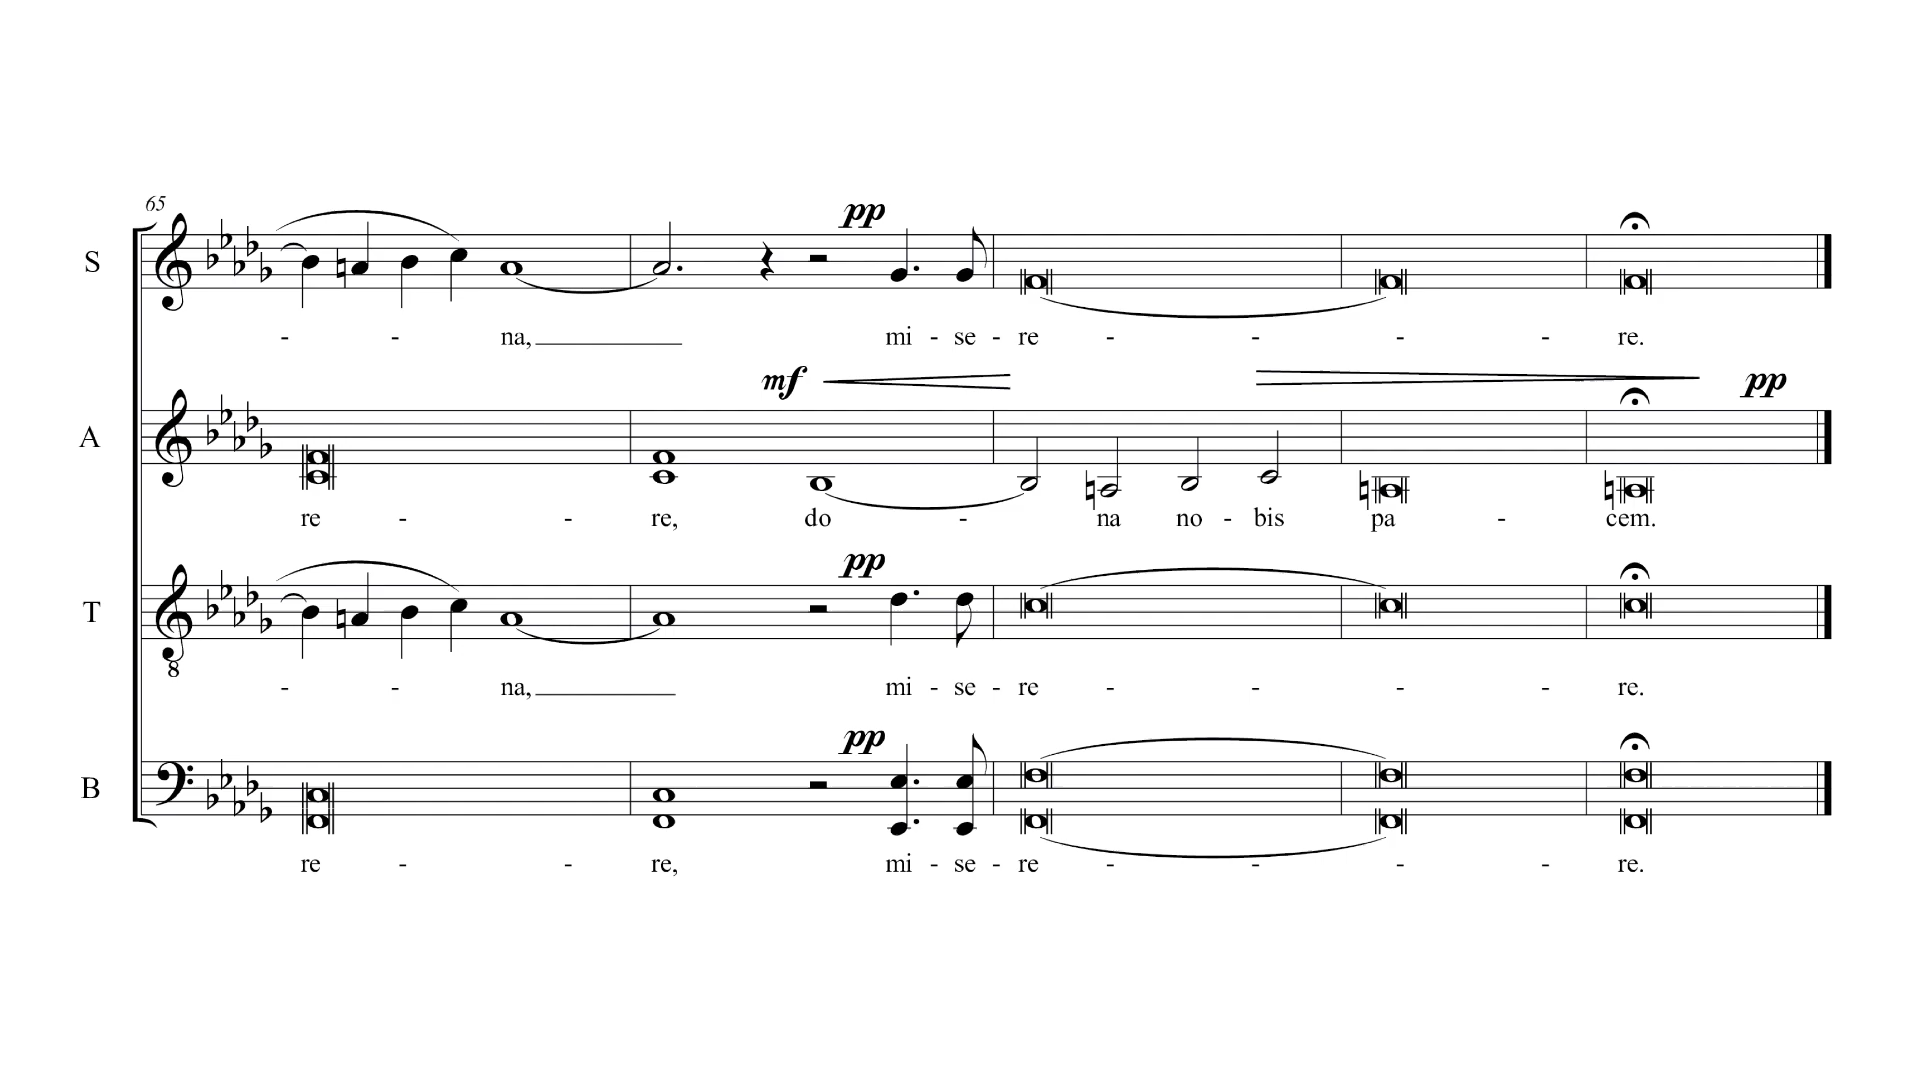 65
pp
S
- - na, mi - se - re - - - - re.
mf pp
A
re - - re, do - na no - bis pa - cem.
pp
T
8
- - na, mi - se - re - - - - re.
pp
B
re - - re, mi - se - re - - - - re.